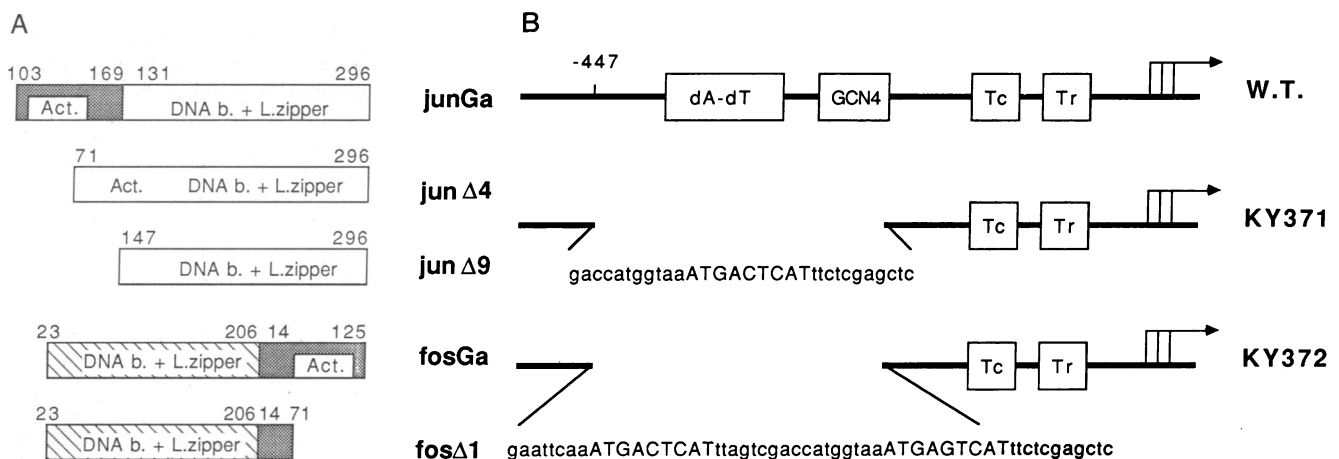 A
103 169 131 296
Act. DNA b. + L.zipper
junGa
71 296
Act. DNA b. + L.zipper
jun Δ4
147 296
DNA b. + L.zipper
jun Δ9
23 206 14 125
DNA b. + L.zipper Act.
fosGa
23 206 14 71
DNA b. + L.zipper
fosΔ1
B
-447
dA-dT GCN4 Tc Tr W.T.
Tc Tr KY371
gaccatggtaaATGACTCATttctcgagctc
Tc Tr KY372
gaattcaaATGACTCATttagtcgaccatggtaaATGAGTCATttctcgagctc